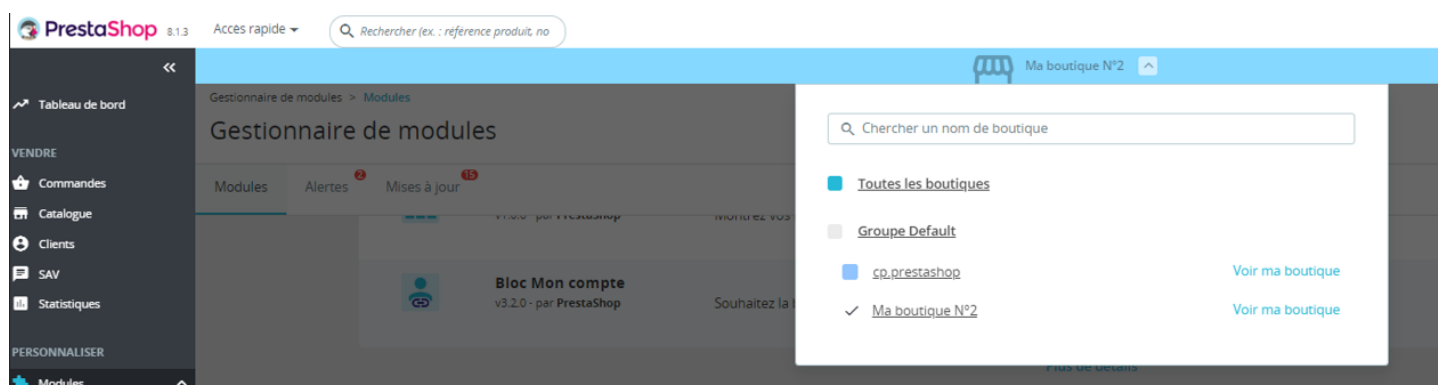 PrestaShop 8.1.3 Accès rapide Rechercher (ex. : référence produit, no
Ma boutique N°2
Tableau de bord
Gestionnaire de modules > Modules
Gestionnaire de modules
Chercher un nom de boutique
VENDRE
Commandes
Modules Alertes 2 Mises à jour 15
Toutes les boutiques
Catalogue
v1.0.0 - par PrestaShop Montrez vos
Groupe Default
Clients
SAV
Bloc Mon compte
cp.prestashop Voir ma boutique
Statistiques
v3.2.0 - par PrestaShop Souhaitez la
Ma boutique N°2 Voir ma boutique
PERSONNALISER
Plus de détails
Modules